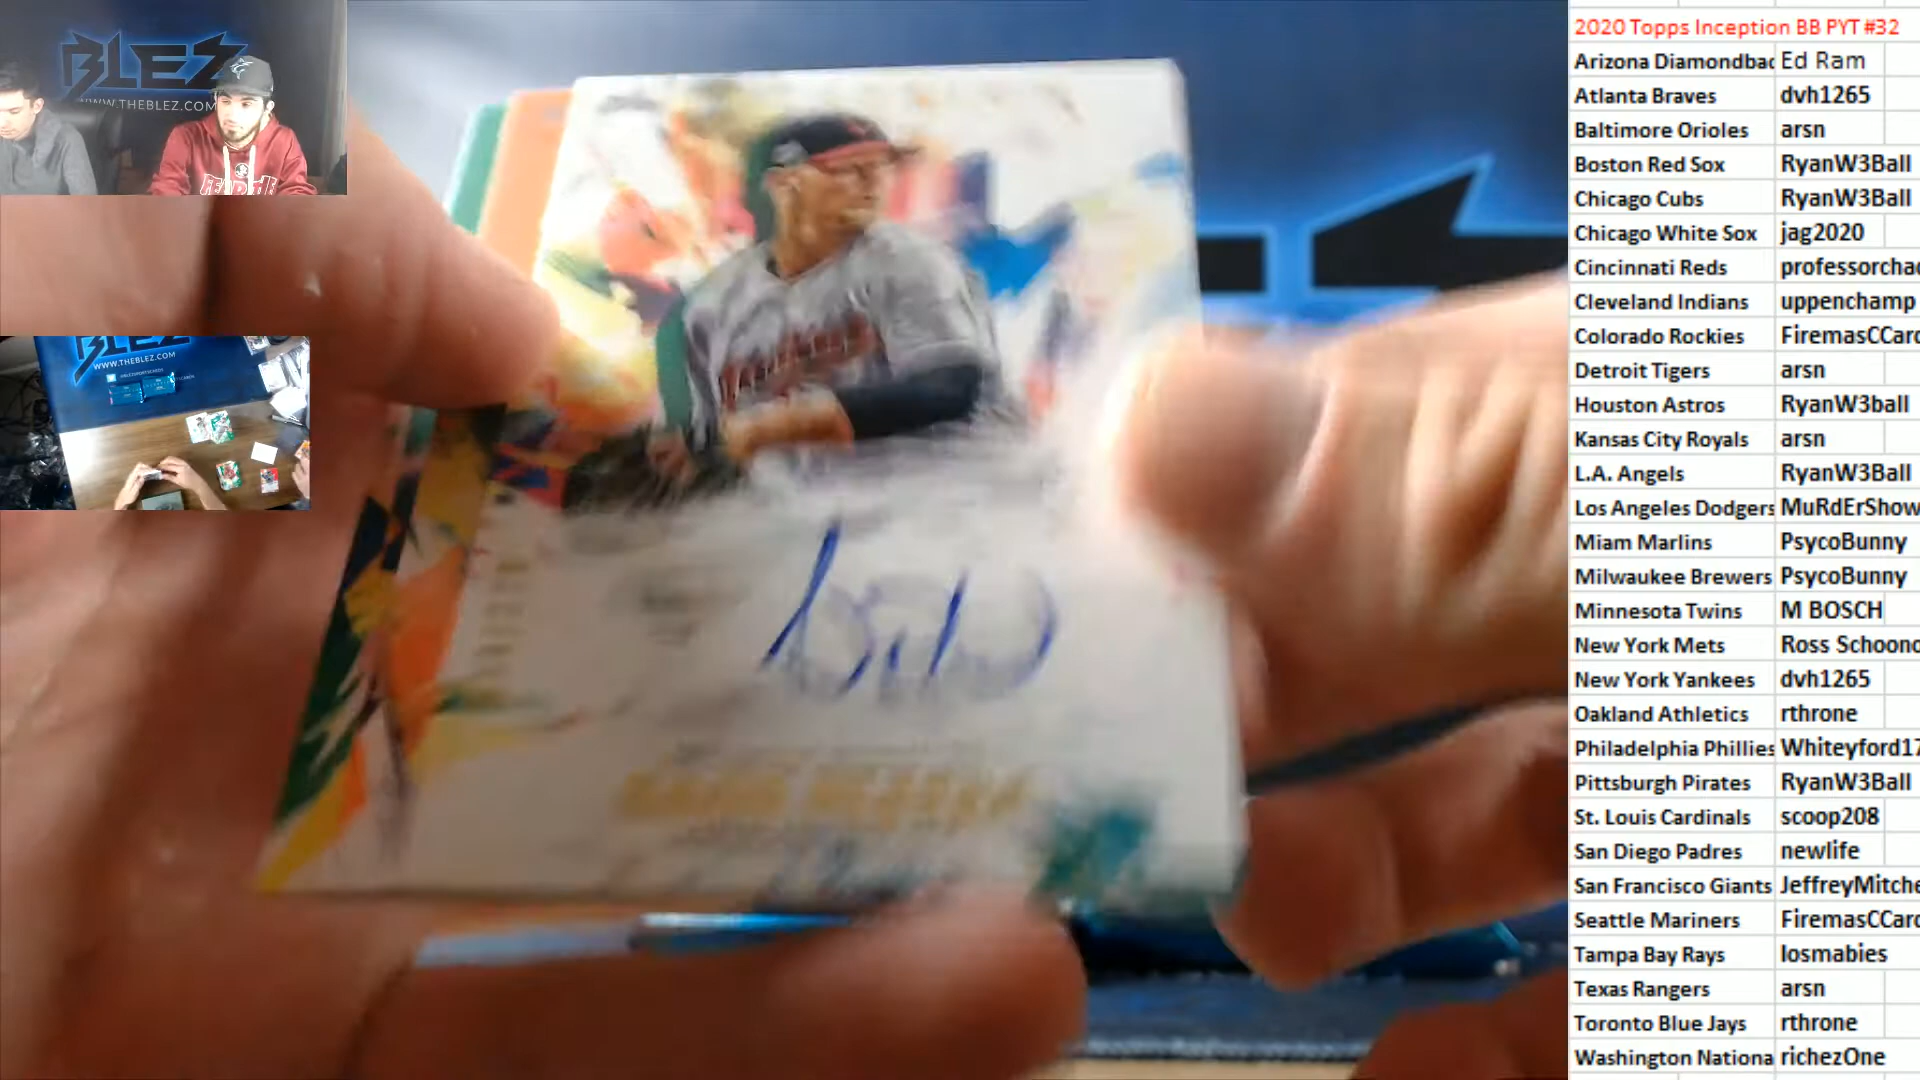 BLEZ
WWW.THEBLEZ.COM
FEAR THE
WWW.THEBLEZ.COM
2020 Topps Inception BB PYT #32
Arizona Diamondbac Ed Ram
Atlanta Braves dvh1265
Baltimore Orioles arsn
Boston Red Sox RyanW3Ball
Chicago Cubs RyanW3Ball
Chicago White Sox jag2020
Cincinnati Reds professorcha
Cleveland Indians uppenchamp
Colorado Rockies FiremasCCard
Detroit Tigers arsn
Houston Astros RyanW3ball
Kansas City Royals arsn
L.A. Angels RyanW3Ball
Los Angeles Dodgers MuRdErShow
Miam Marlins PsycoBunny
Milwaukee Brewers PsycoBunny
Minnesota Twins M BOSCH
New York Mets Ross Schoono
New York Yankees dvh1265
Oakland Athletics rthrone
Philadelphia Phillies Whiteyford17
Pittsburgh Pirates RyanW3Ball
St. Louis Cardinals scoop208
San Diego Padres newlife
San Francisco Giants JeffreyMitche
Seattle Mariners FiremasCCard
Tampa Bay Rays losmabies
Texas Rangers arsn
Toronto Blue Jays rthrone
Washington Nationa richezOne